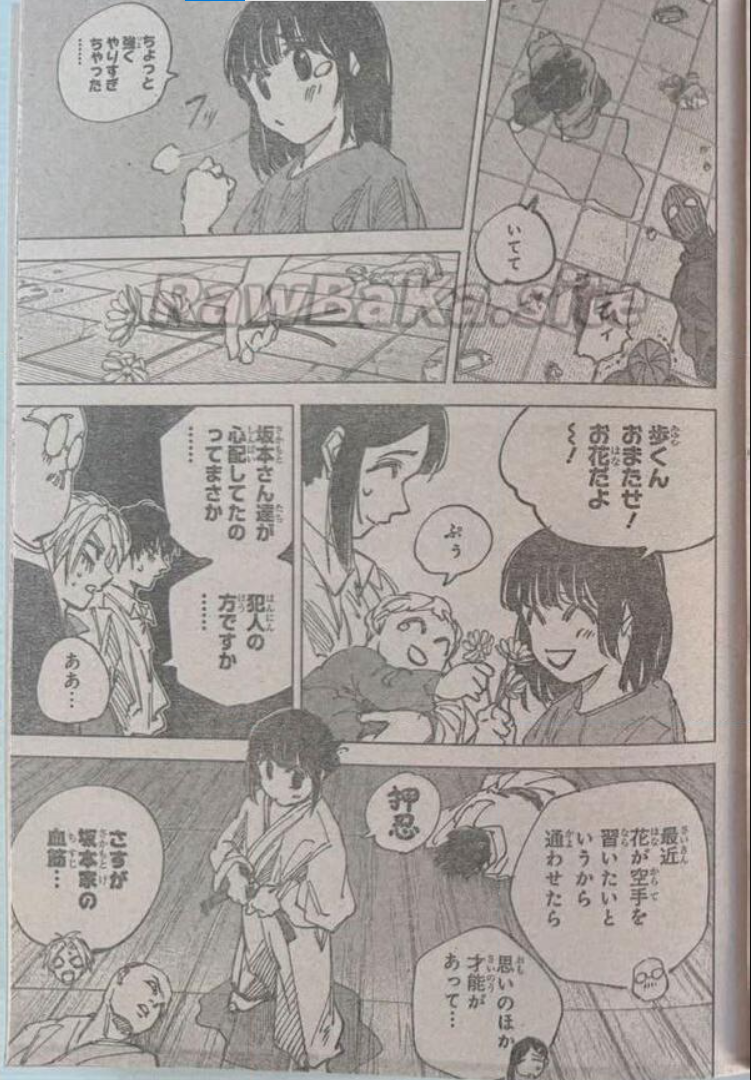 いてて
ちょっと
強く
やりすぎ
ちゃった
……
フッ
RawBaKa.site
歩くん
おまたせ!
お花だよ
〜!
ぷぅ
坂本さん達が
心配してたの
ってまさか
……
犯人の
方ですか
……
ああ…
最近
花が空手を
習いたいと
いうから
通わせたら
思いのほか
才能が
あって…
押忍
さすが
坂本家の
血筋…